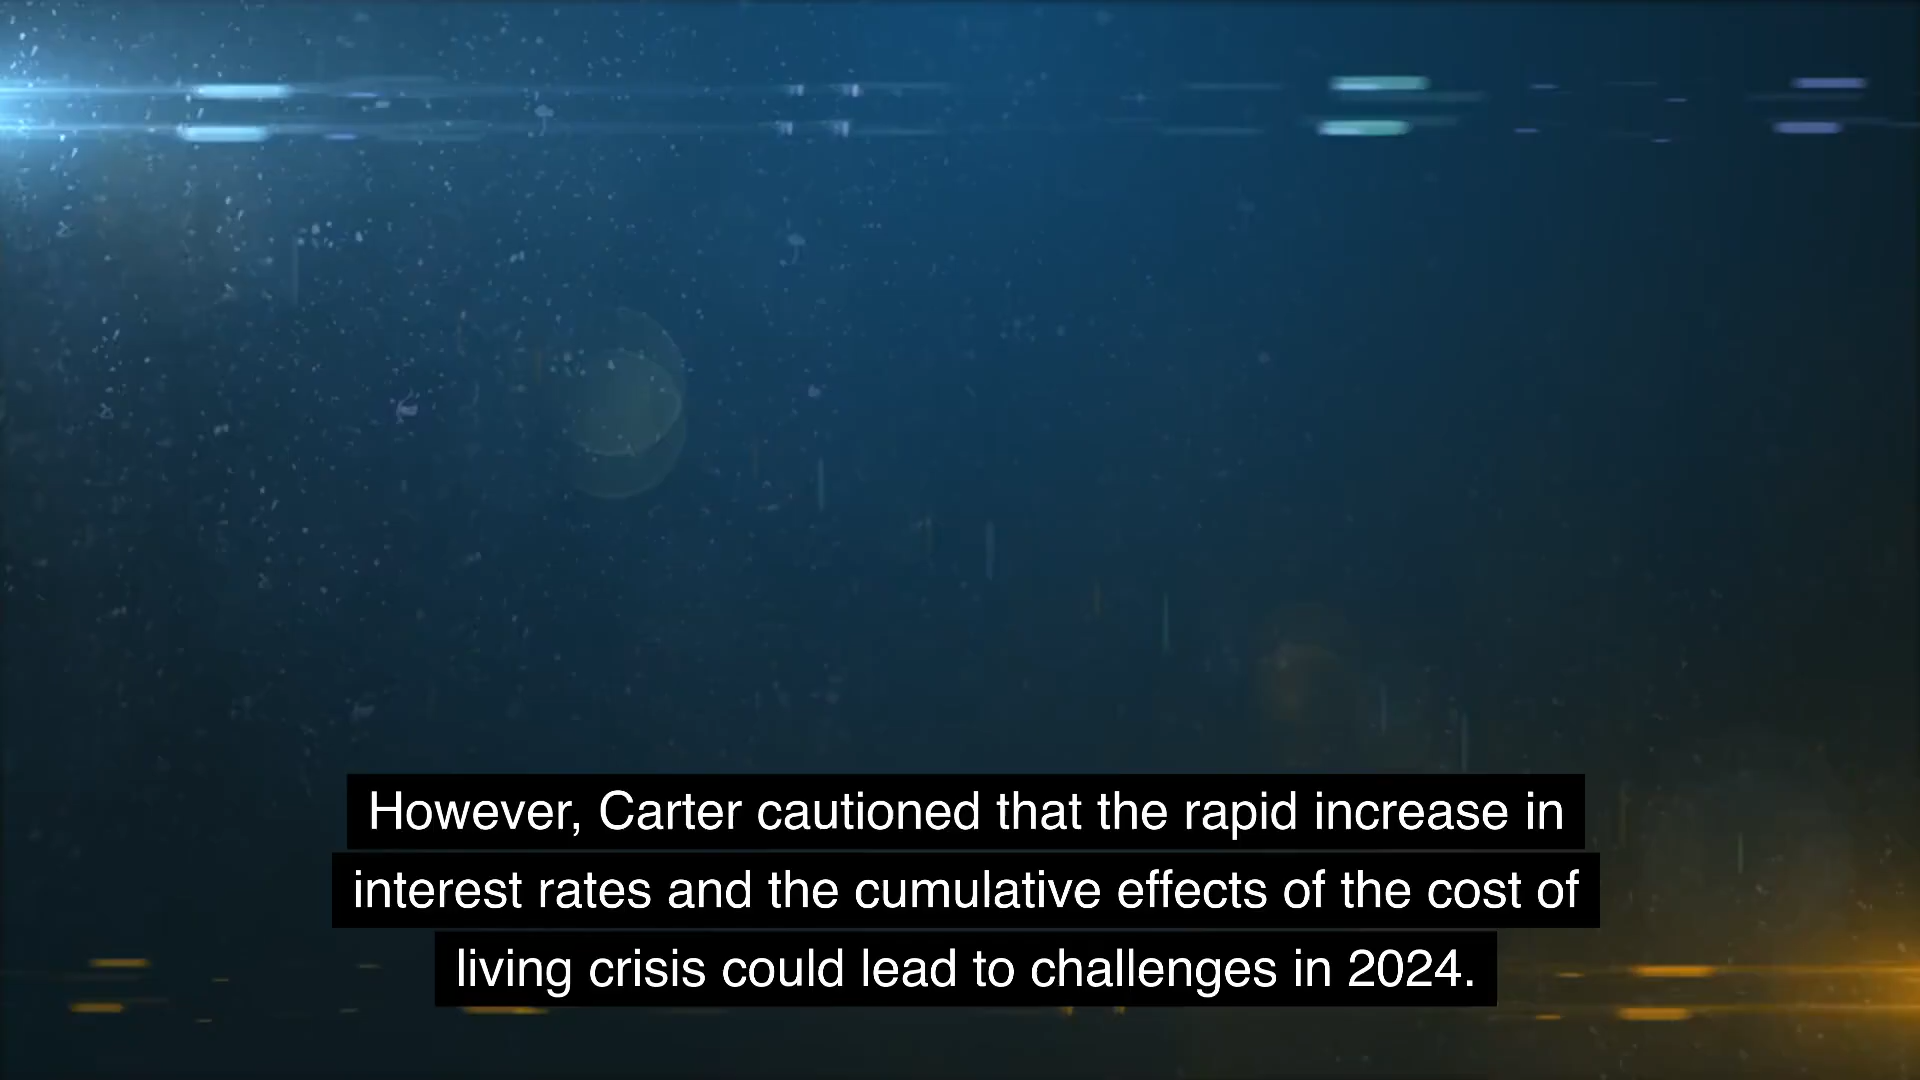 However, Carter cautioned that the rapid increase in
interest rates and the cumulative effects of the cost of
living crisis could lead to challenges in 2024.